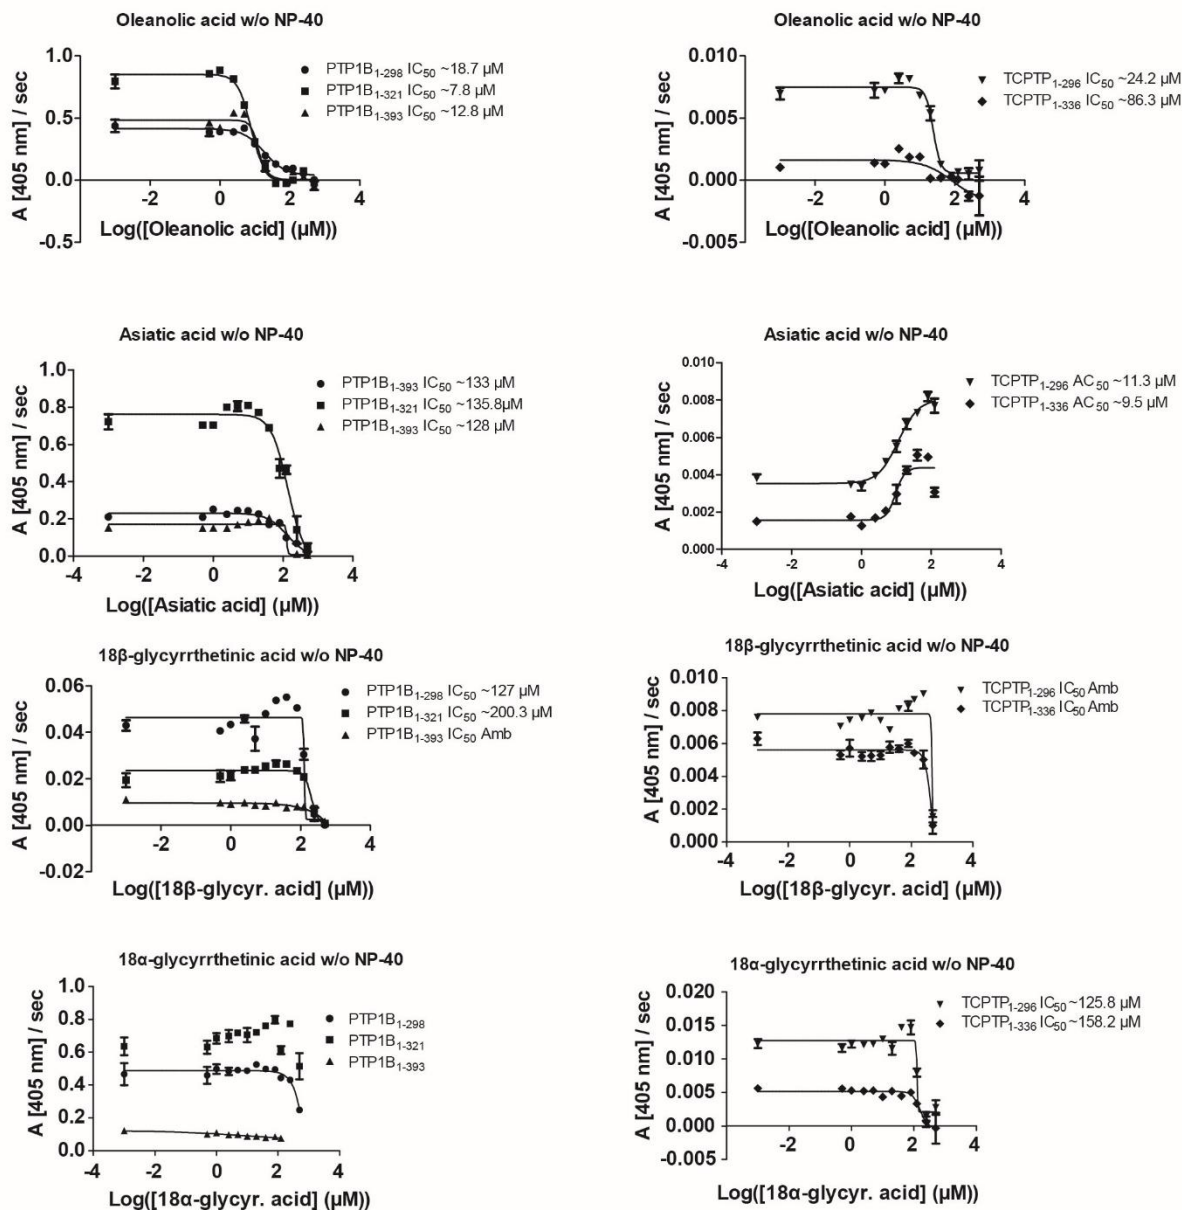 Oleanolic acid w/o NP-40
1.0
0.5
0.0
-0.5
A [405 nm] / sec
-2 0 2 4
Log([Oleanolic acid] (µM))
PTP1B1-298 IC50 ~18.7 µM
PTP1B1-321 IC50 ~7.8 µM
PTP1B1-393 IC50 ~12.8 µM
Oleanolic acid w/o NP-40
0.010
0.005
0.000
-0.005
A [405 nm] / sec
-2 0 2 4
Log([Oleanolic acid] (µM))
TCPTP1-296 IC50 ~24.2 µM
TCPTP1-336 IC50 ~86.3 µM
Asiatic acid w/o NP-40
1.0
0.8
0.6
0.4
0.2
0.0
A [405 nm] / sec
-4 -2 0 2 4
Log([Asiatic acid] (µM))
PTP1B1-393 IC50 ~133 µM
PTP1B1-321 IC50 ~135.8µM
PTP1B1-393 IC50 ~128 µM
Asiatic acid w/o NP-40
0.010
0.008
0.006
0.004
0.002
0.000
A [405 nm] / sec
-4 -2 0 2 4
Log([Asiatic acid] (µM))
TCPTP1-296 AC50 ~11.3 µM
TCPTP1-336 AC50 ~9.5 µM
18β-glycyrrthetinic acid w/o NP-40
0.06
0.04
0.02
0.00
-0.02
A [405 nm] / sec
-4 -2 0 2 4
Log([18β-glycyr. acid] (µM))
PTP1B1-298 IC50 ~127 µM
PTP1B1-321 IC50 ~200.3 µM
PTP1B1-393 IC50 Amb
18β-glycyrrthetinic acid w/o NP-40
0.010
0.008
0.006
0.004
0.002
0.000
A [405 nm] / sec
-4 -2 0 2 4
Log([18β-glycyr. acid] (µM))
TCPTP1-296 IC50 Amb
TCPTP1-336 IC50 Amb
18α-glycyrrthetinic acid w/o NP-40
1.0
0.8
0.6
0.4
0.2
0.0
A [405 nm] / sec
-4 -2 0 2 4
Log([18α-glycyr. acid] (µM))
PTP1B1-298
PTP1B1-321
PTP1B1-393
18α-glycyrrthetinic acid w/o NP-40
0.020
0.015
0.010
0.005
0.000
-0.005
A [405 nm] / sec
-4 -2 0 2 4
Log([18α-glycyr. acid] (µM))
TCPTP1-296 IC50 ~125.8 µM
TCPTP1-336 IC50 ~158.2 µM